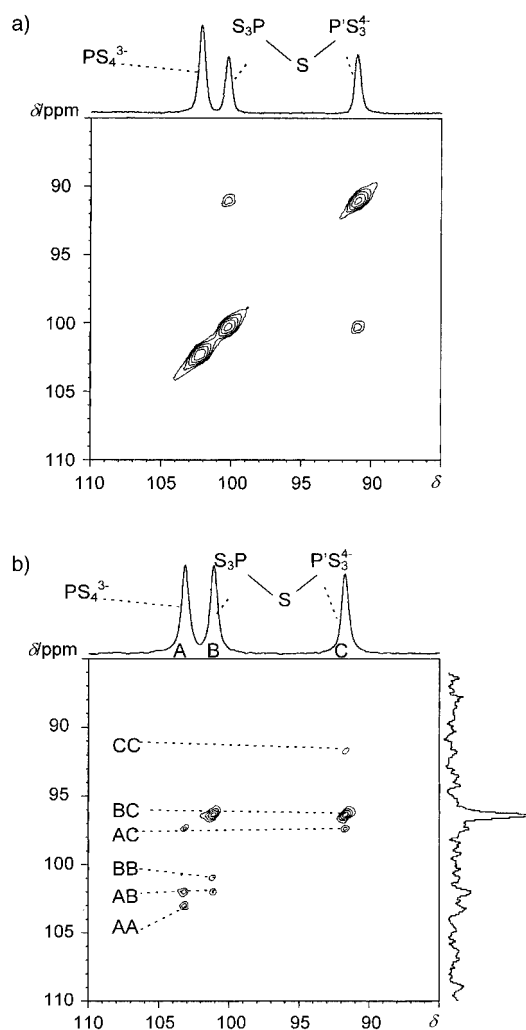 a)
S₃P P'S₃⁴⁻
PS₄³⁻ S
δ/ppm
90
95
100
105
110
110 105 100 95 90 δ
b)
S₃P P'S₃⁴⁻
PS₄³⁻ S
A B C
δ/ppm
90
CC
95
BC
AC
100
BB
AB
AA
105
110
110 105 100 95 90 δ